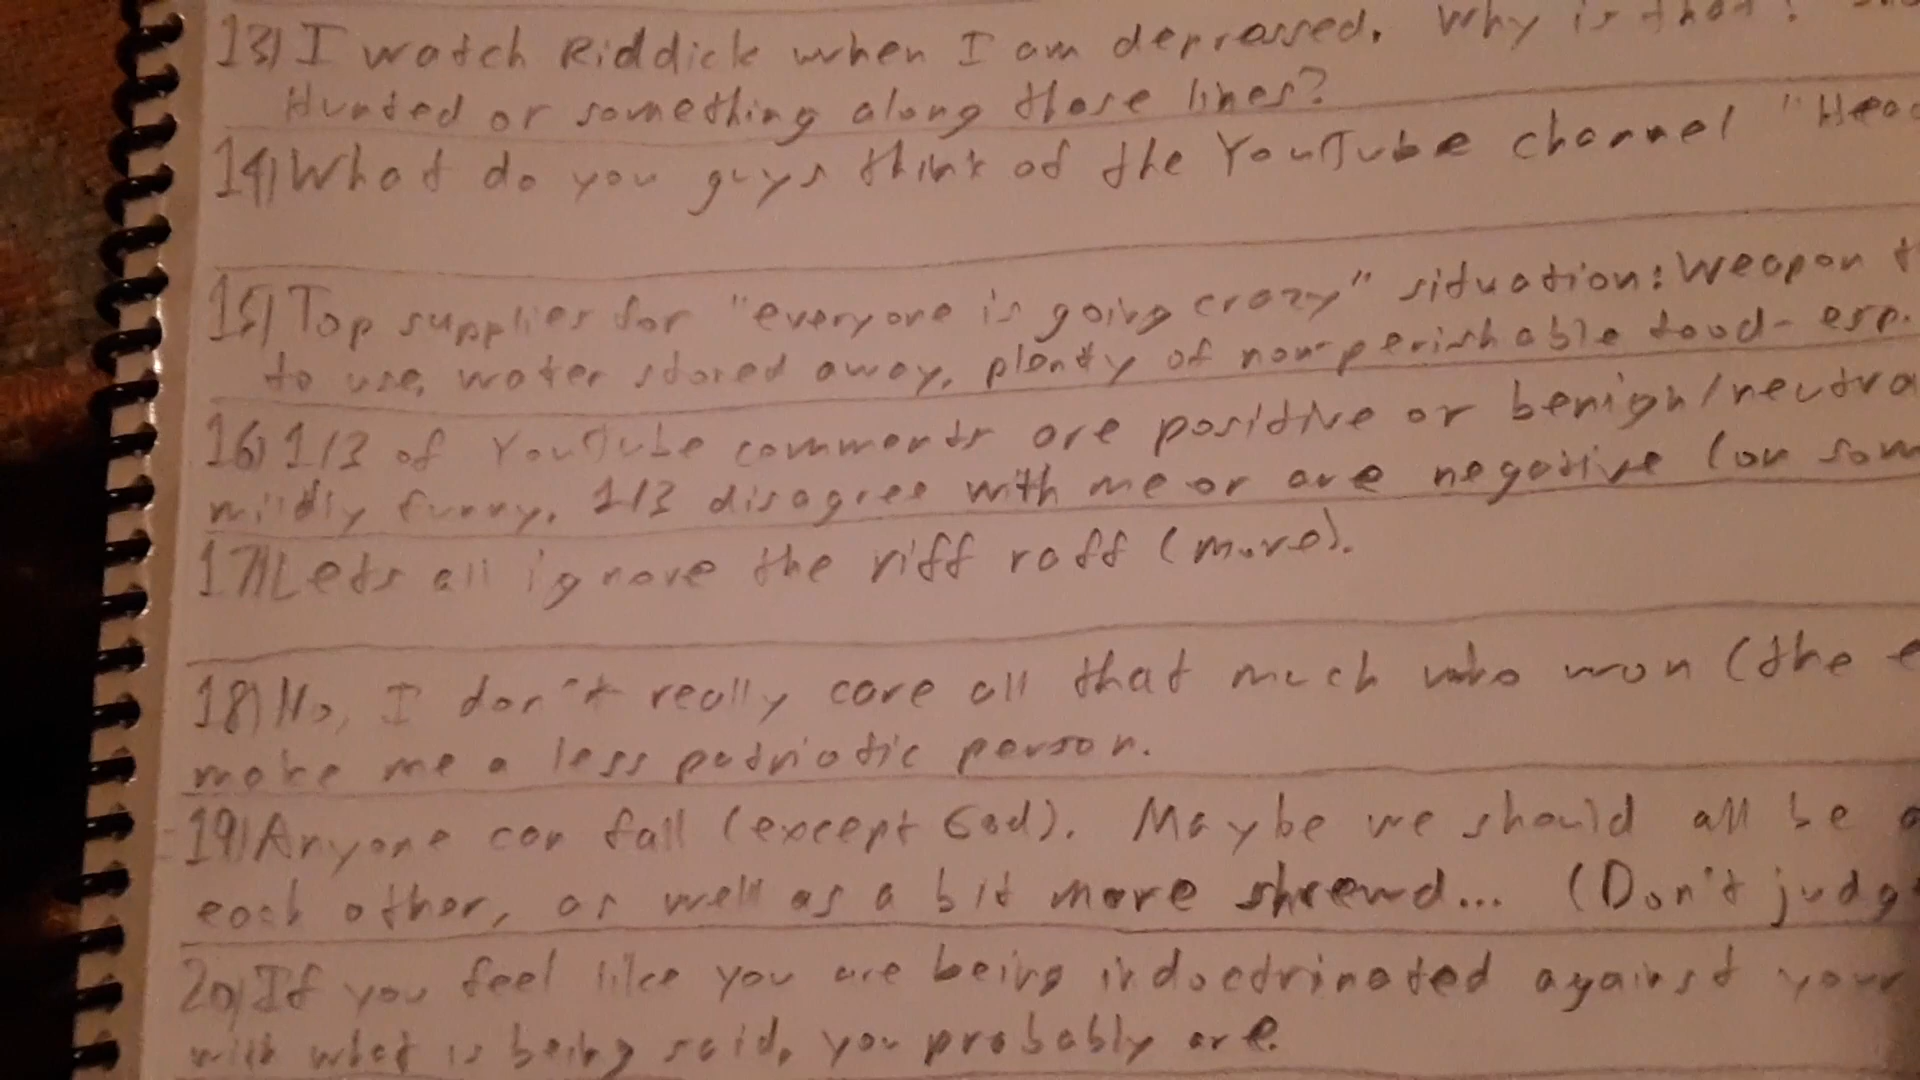 13) I watch Riddick when I am depressed. Why is that?
Hunted or something along those lines?
14) What do you guys think of the YouTube channel "Head
15) Top supplies for "everyone is going crazy" situation: Weapon
to use, water stored away, plenty of non-perishable food- esp.
16) 1/3 of YouTube comments are positive or benign/neutra
mildly funny. 1/3 disagree with me or are negative (or som
17) Lets all ignore the riff raff (more).
18) No, I don't really care all that much who won (the e
make me a less patriotic person.
19) Anyone can fall (except God). Maybe we should all be
each other, as well as a bit more shrewd... (Don't judg
20) If you feel like you are being indoctrinated against your
with what is being said, you probably are.